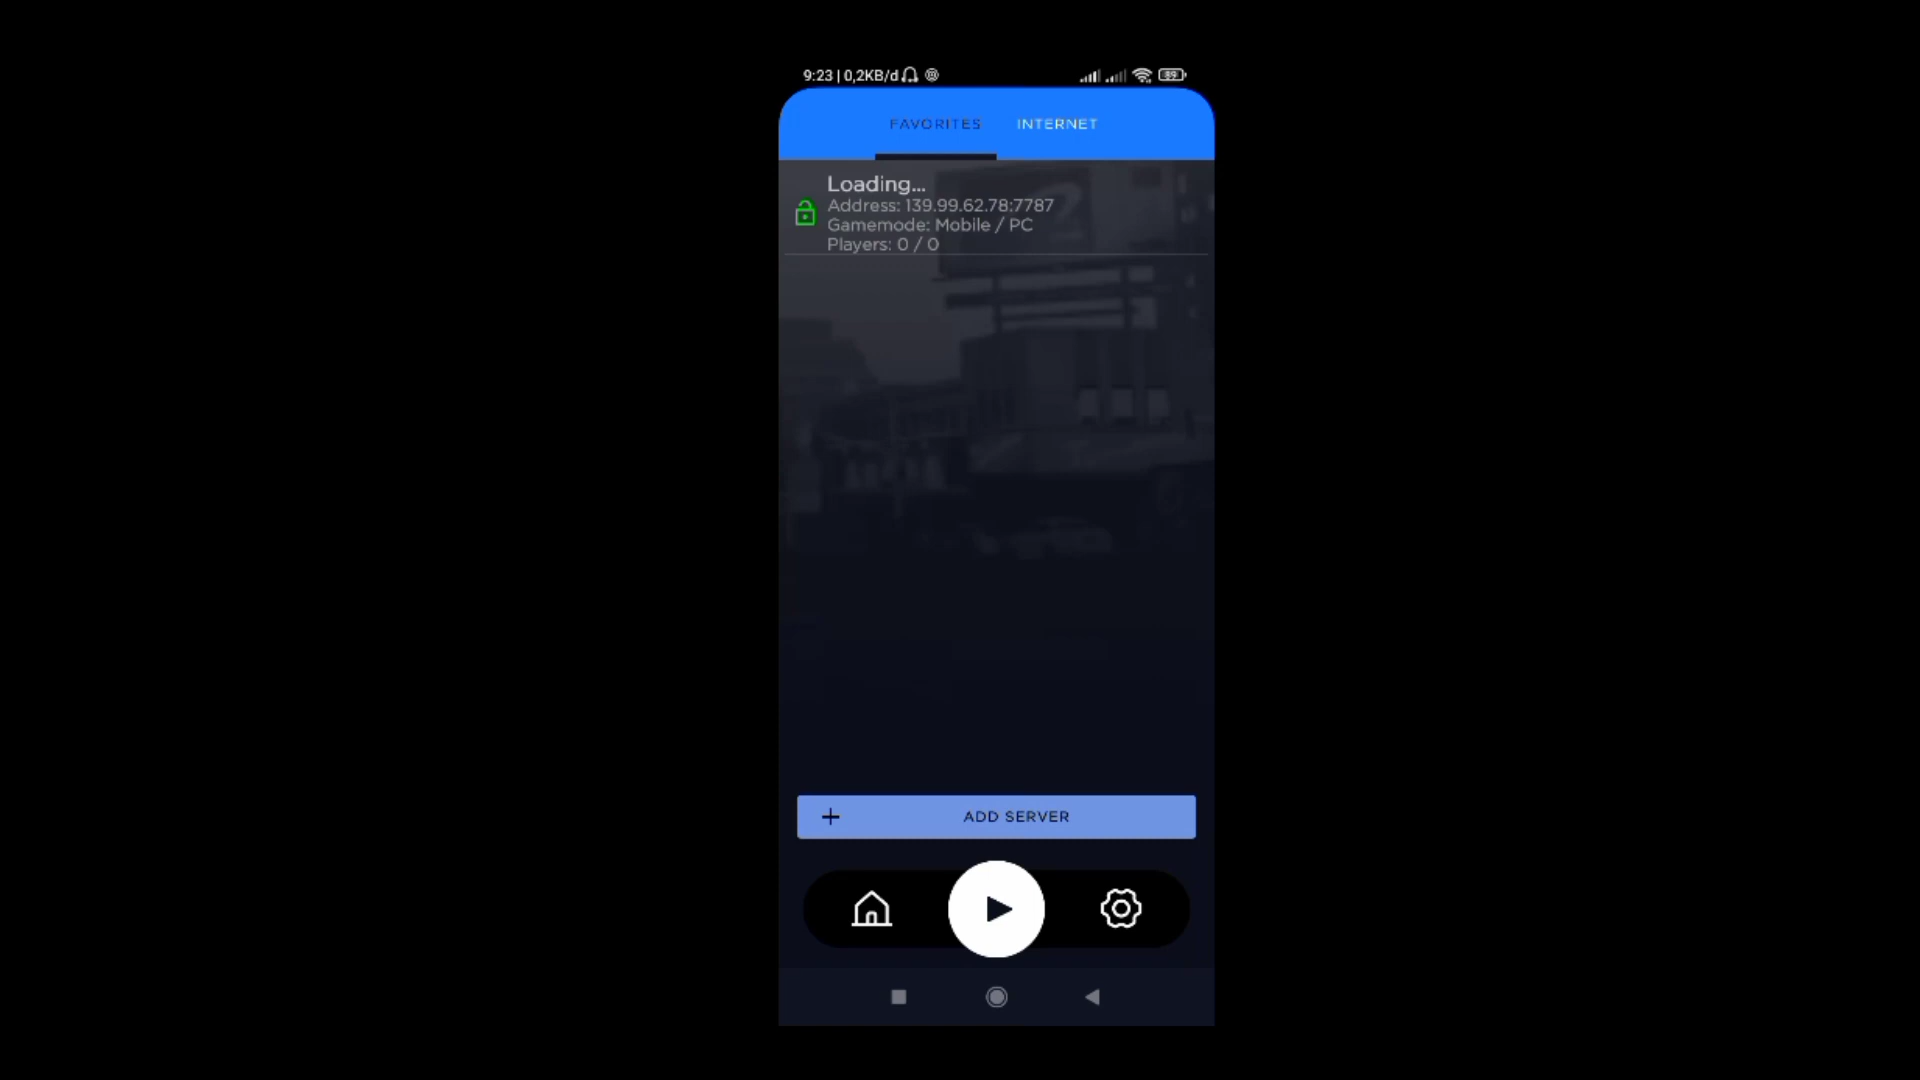 9:23 | 0,2KB/d
89
FAVORITES INTERNET
Loading...
Address: 139.99.62.78:7787
Gamemode: Mobile / PC
Players: 0 / 0
ADD SERVER